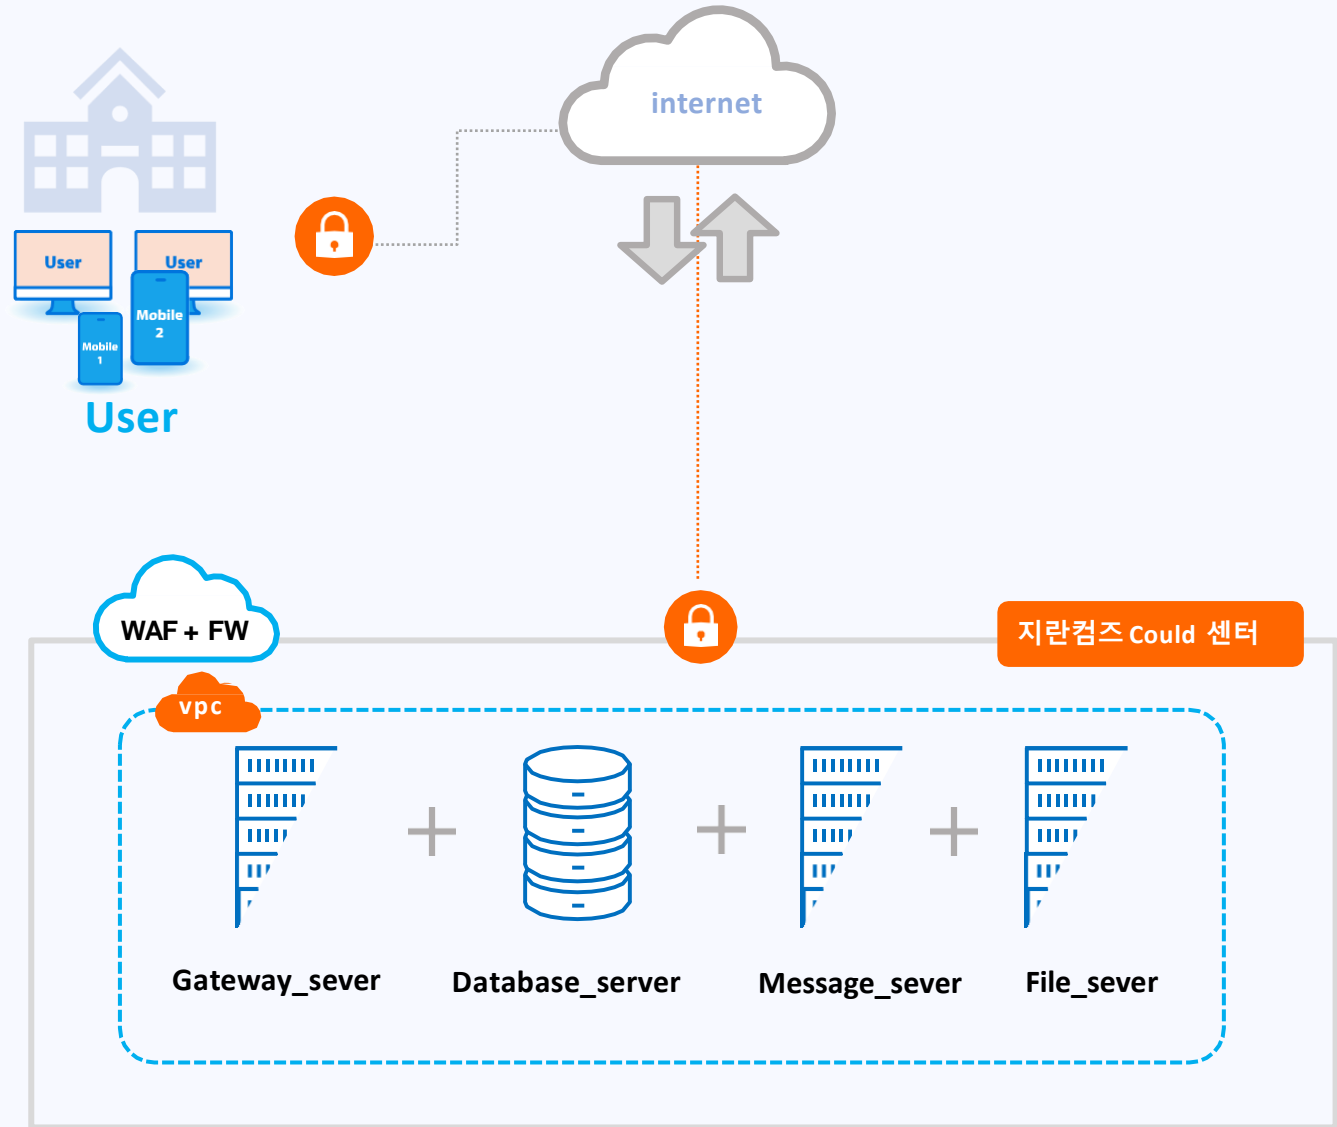 internet
User
User
Mobile
2
Mobile
1
User
WAF + FW
지란컴즈 Could 센터
vpc
Gateway_sever
Database_server
Message_sever
File_sever